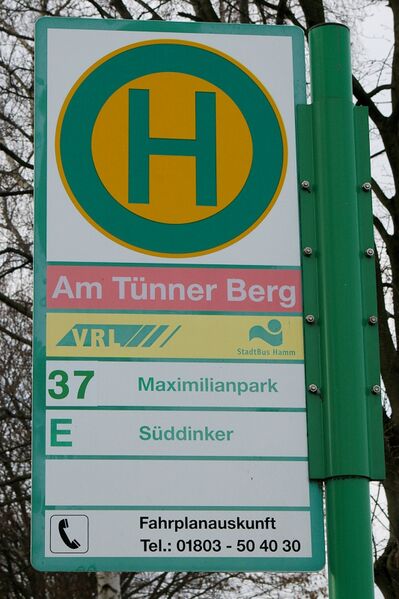 H
Am Tünner Berg
VRL
StadtBus Hamm
37 Maximilianpark
E Süddinker
Fahrplanauskunft
Tel.: 01803 - 50 40 30